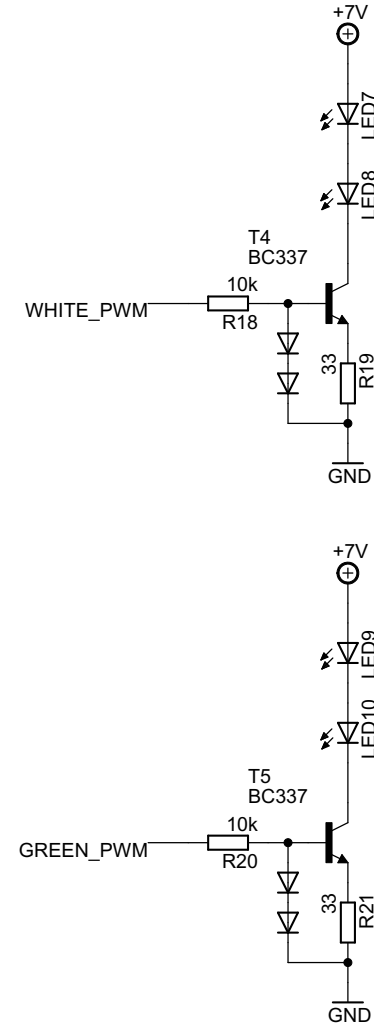 +7V
LED7
LED8
T4
BC337
10k
WHITE_PWM
R18
33
R19
GND
+7V
LED9
LED10
T5
BC337
10k
GREEN_PWM
R20
33
R21
GND